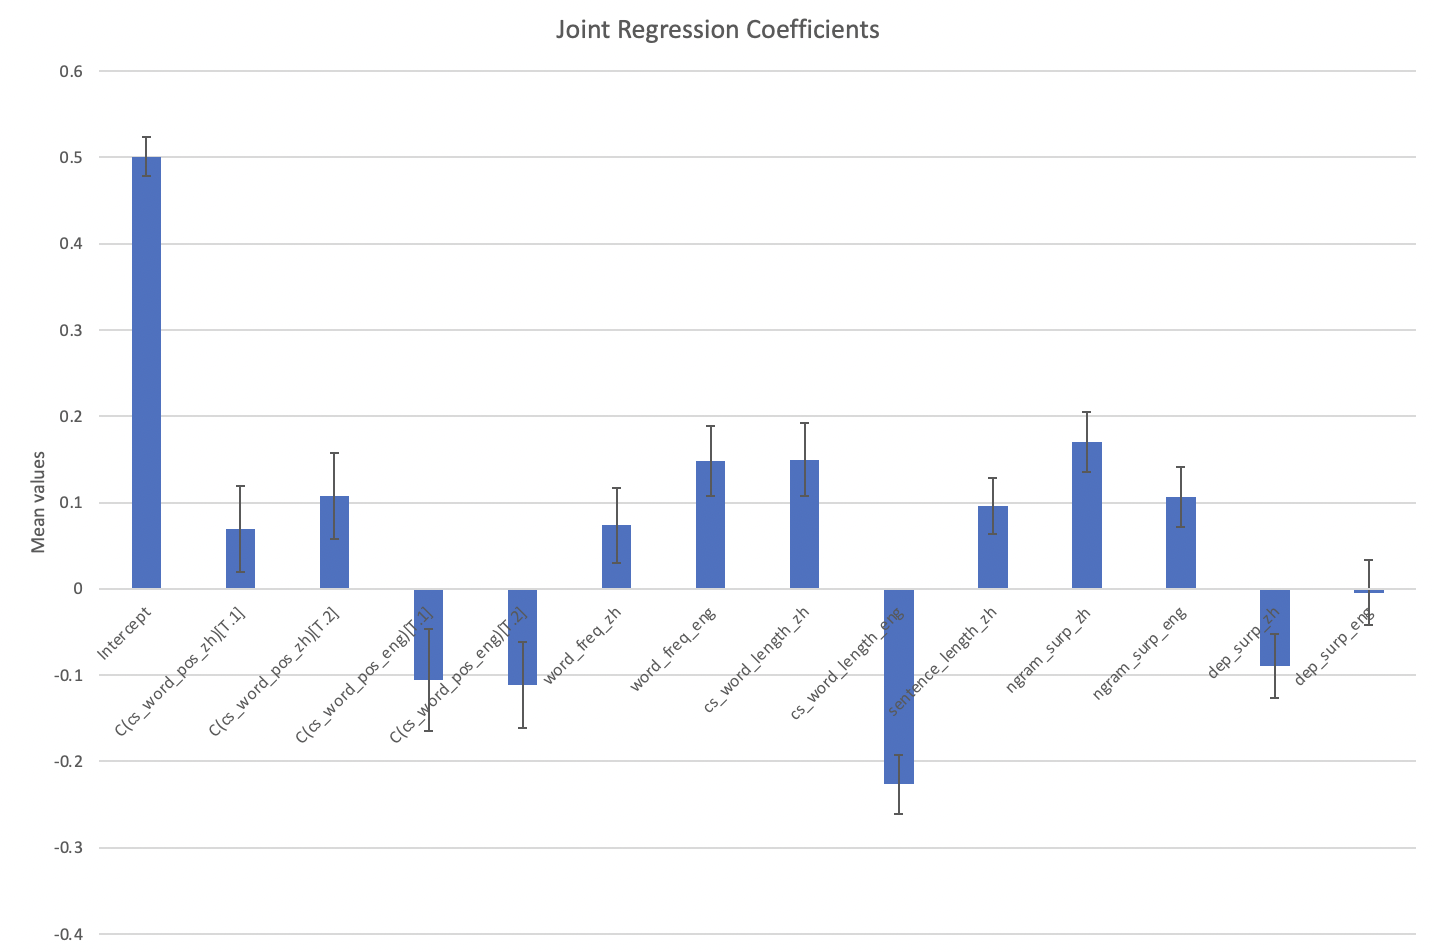 Joint Regression Coefficients
0.6
0.5
0.4
0.3
0.2
0.1
0
-0.1
-0.2
-0.3
-0.4
Mean values
Intercept
C(cs_word_pos_zh)[T.1]
C(cs_word_pos_zh)[T.2]
C(cs_word_pos_eng)[T.1]
C(cs_word_pos_eng)[T.2]
word_freq_zh
word_freq_eng
cs_word_length_zh
cs_word_length_eng
sentence_length_zh
ngram_surp_zh
ngram_surp_eng
dep_surp_zh
dep_surp_eng